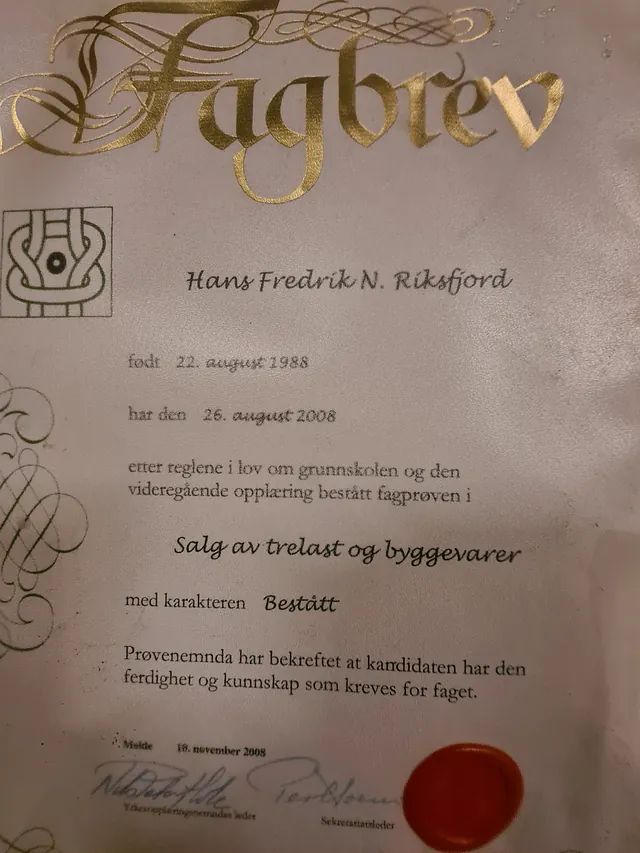 Fagbrev
Hans Fredrik N. Riksfjord
født 22. august 1988
har den 26. august 2008
etter reglene i lov om grunnskolen og den
videregående opplæring bestått fagprøven i
Salg av trelast og byggevarer
med karakteren Bestått
Prøvenemnda har bekreftet at kandidaten har den
ferdighet og kunnskap som kreves for faget.
Molde 18. november 2008
Yrkesopplæringsnemndas leder
Sekretariatsleder